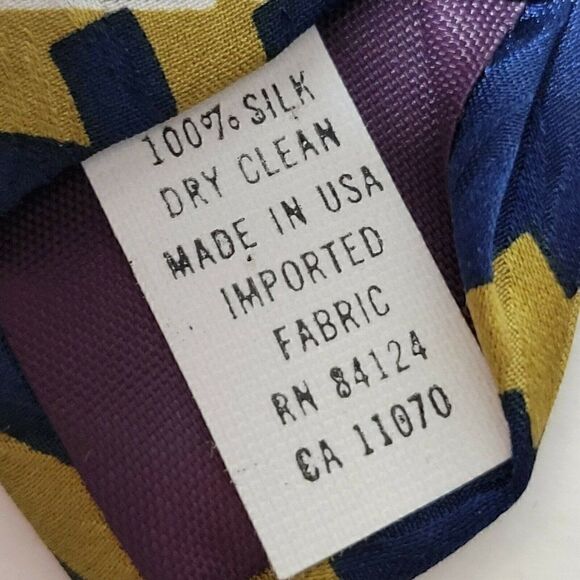 100% SILK
DRY CLEAN
MADE IN USA
IMPORTED
FABRIC
RN 84124
CA 11070